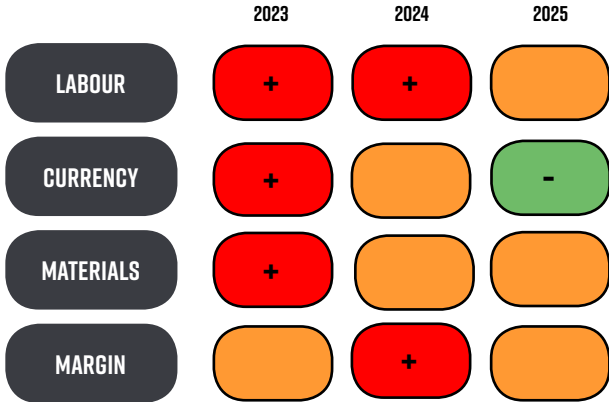 2023 2024 2025
LABOUR + +
CURRENCY + -
MATERIALS +
MARGIN +